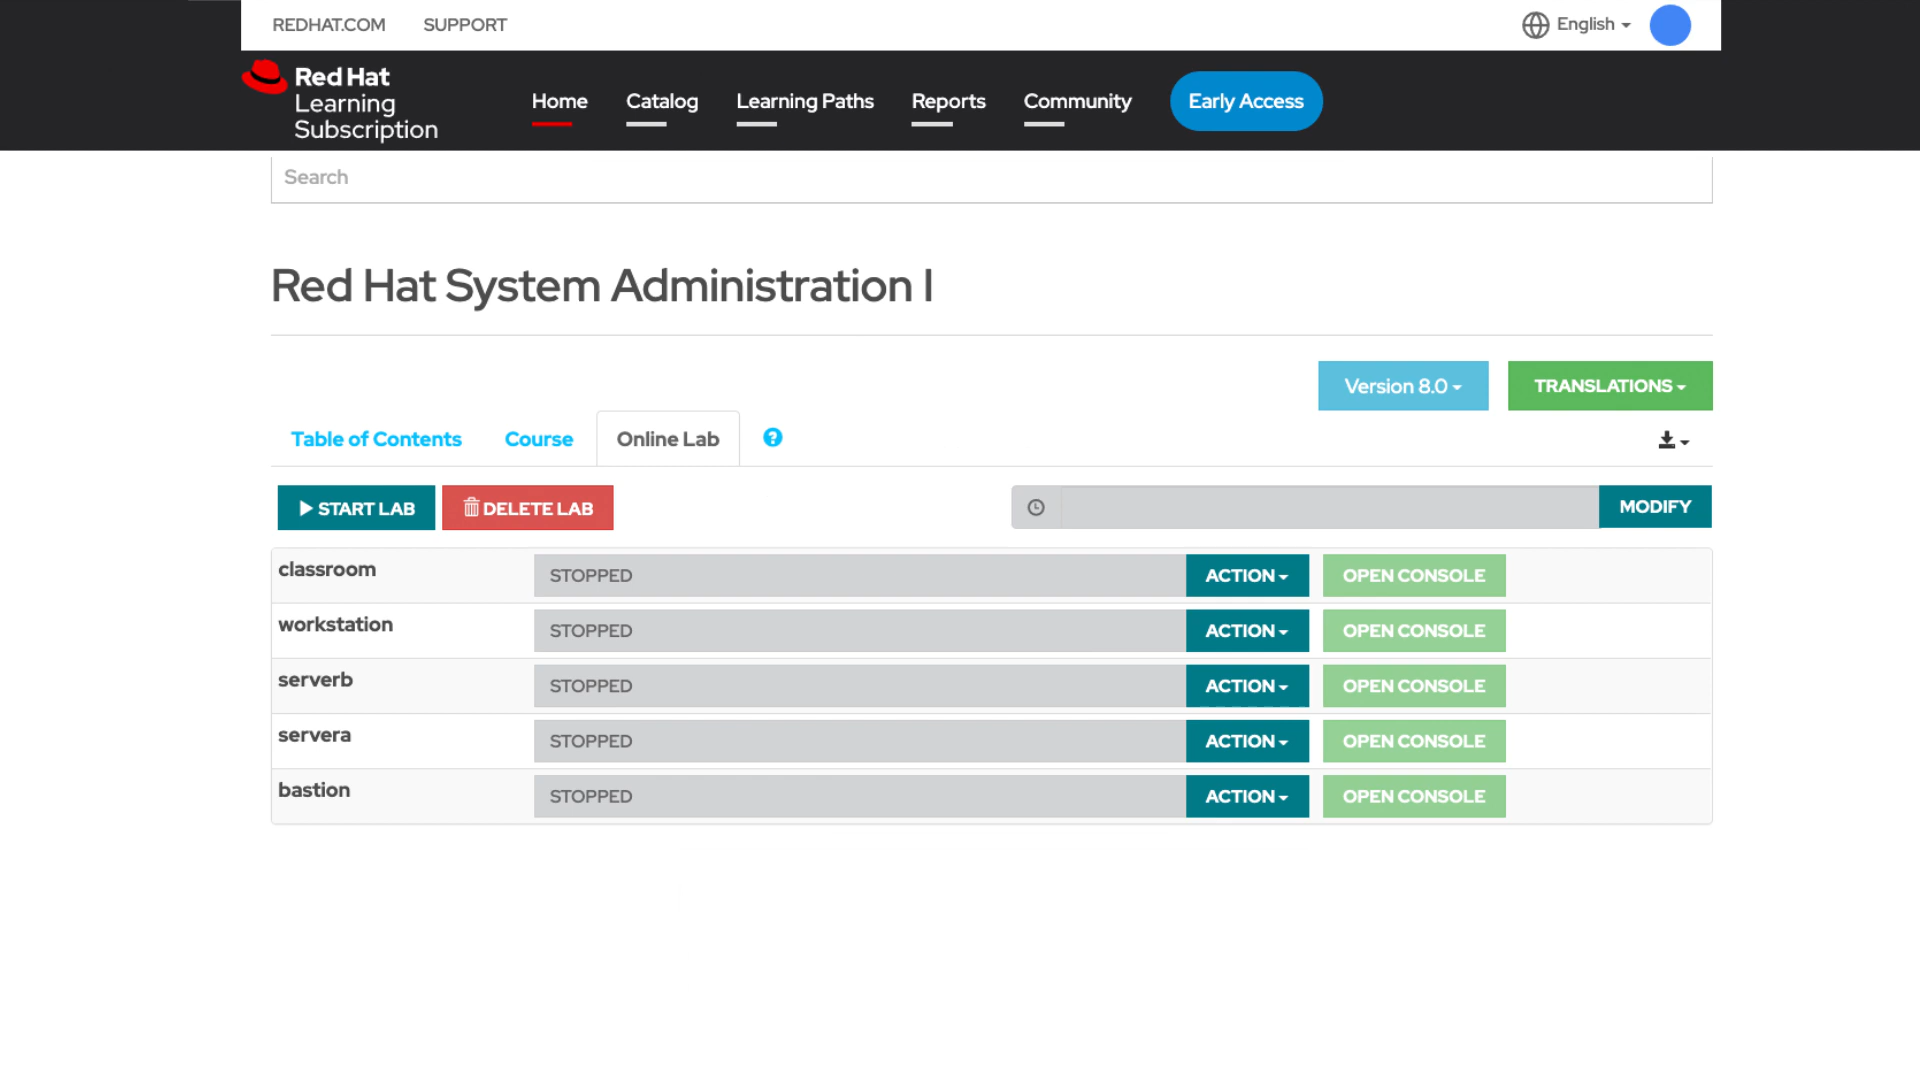 REDHAT.COM SUPPORT English
Red Hat
Learning
Subscription
Home Catalog Learning Paths Reports Community Early Access
Search
Red Hat System Administration I
Version 8.0 TRANSLATIONS
Table of Contents Course Online Lab ?
START LAB DELETE LAB MODIFY
classroom STOPPED ACTION OPEN CONSOLE
workstation STOPPED ACTION OPEN CONSOLE
serverb STOPPED ACTION OPEN CONSOLE
servera STOPPED ACTION OPEN CONSOLE
bastion STOPPED ACTION OPEN CONSOLE